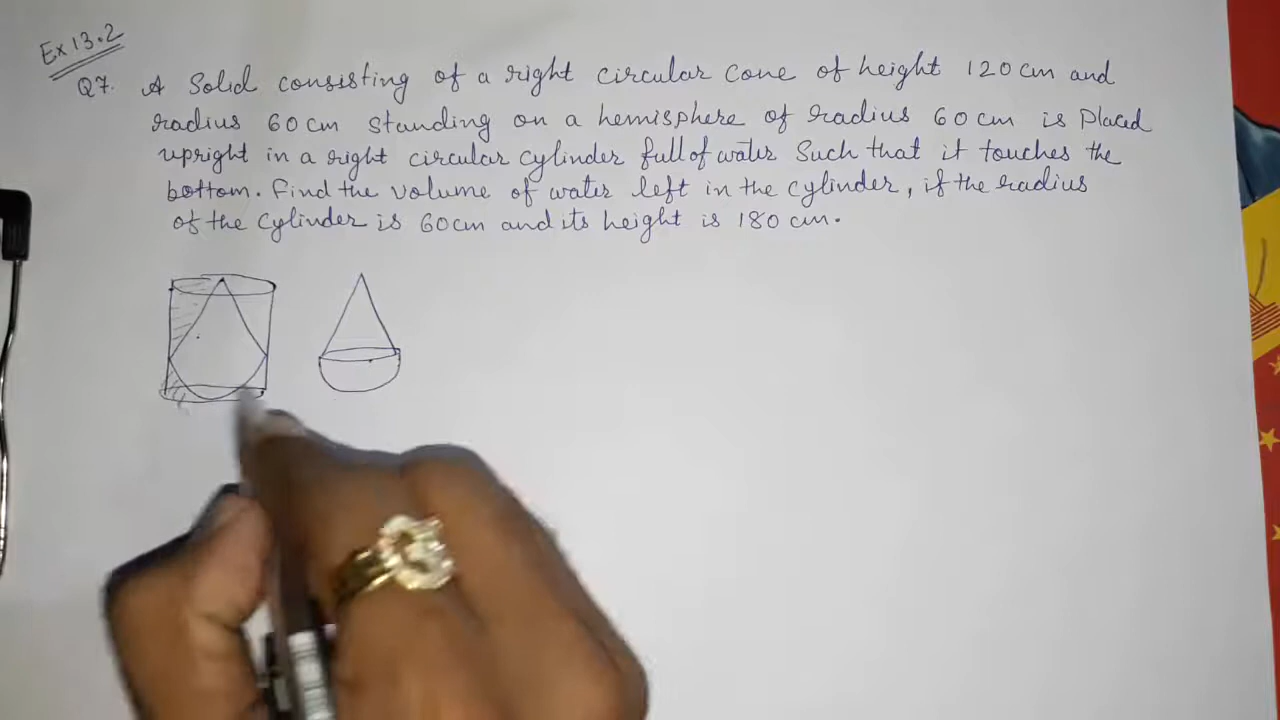 Ex 13.2
Q7. A Solid consisting of a right circular cone of height 120 cm and
radius 60 cm standing on a hemisphere of radius 60 cm is Placed
upright in a right circular cylinder full of water Such that it touches the
bottom. Find the volume of water left in the cylinder, if the radius
of the cylinder is 60 cm and its height is 180 cm.